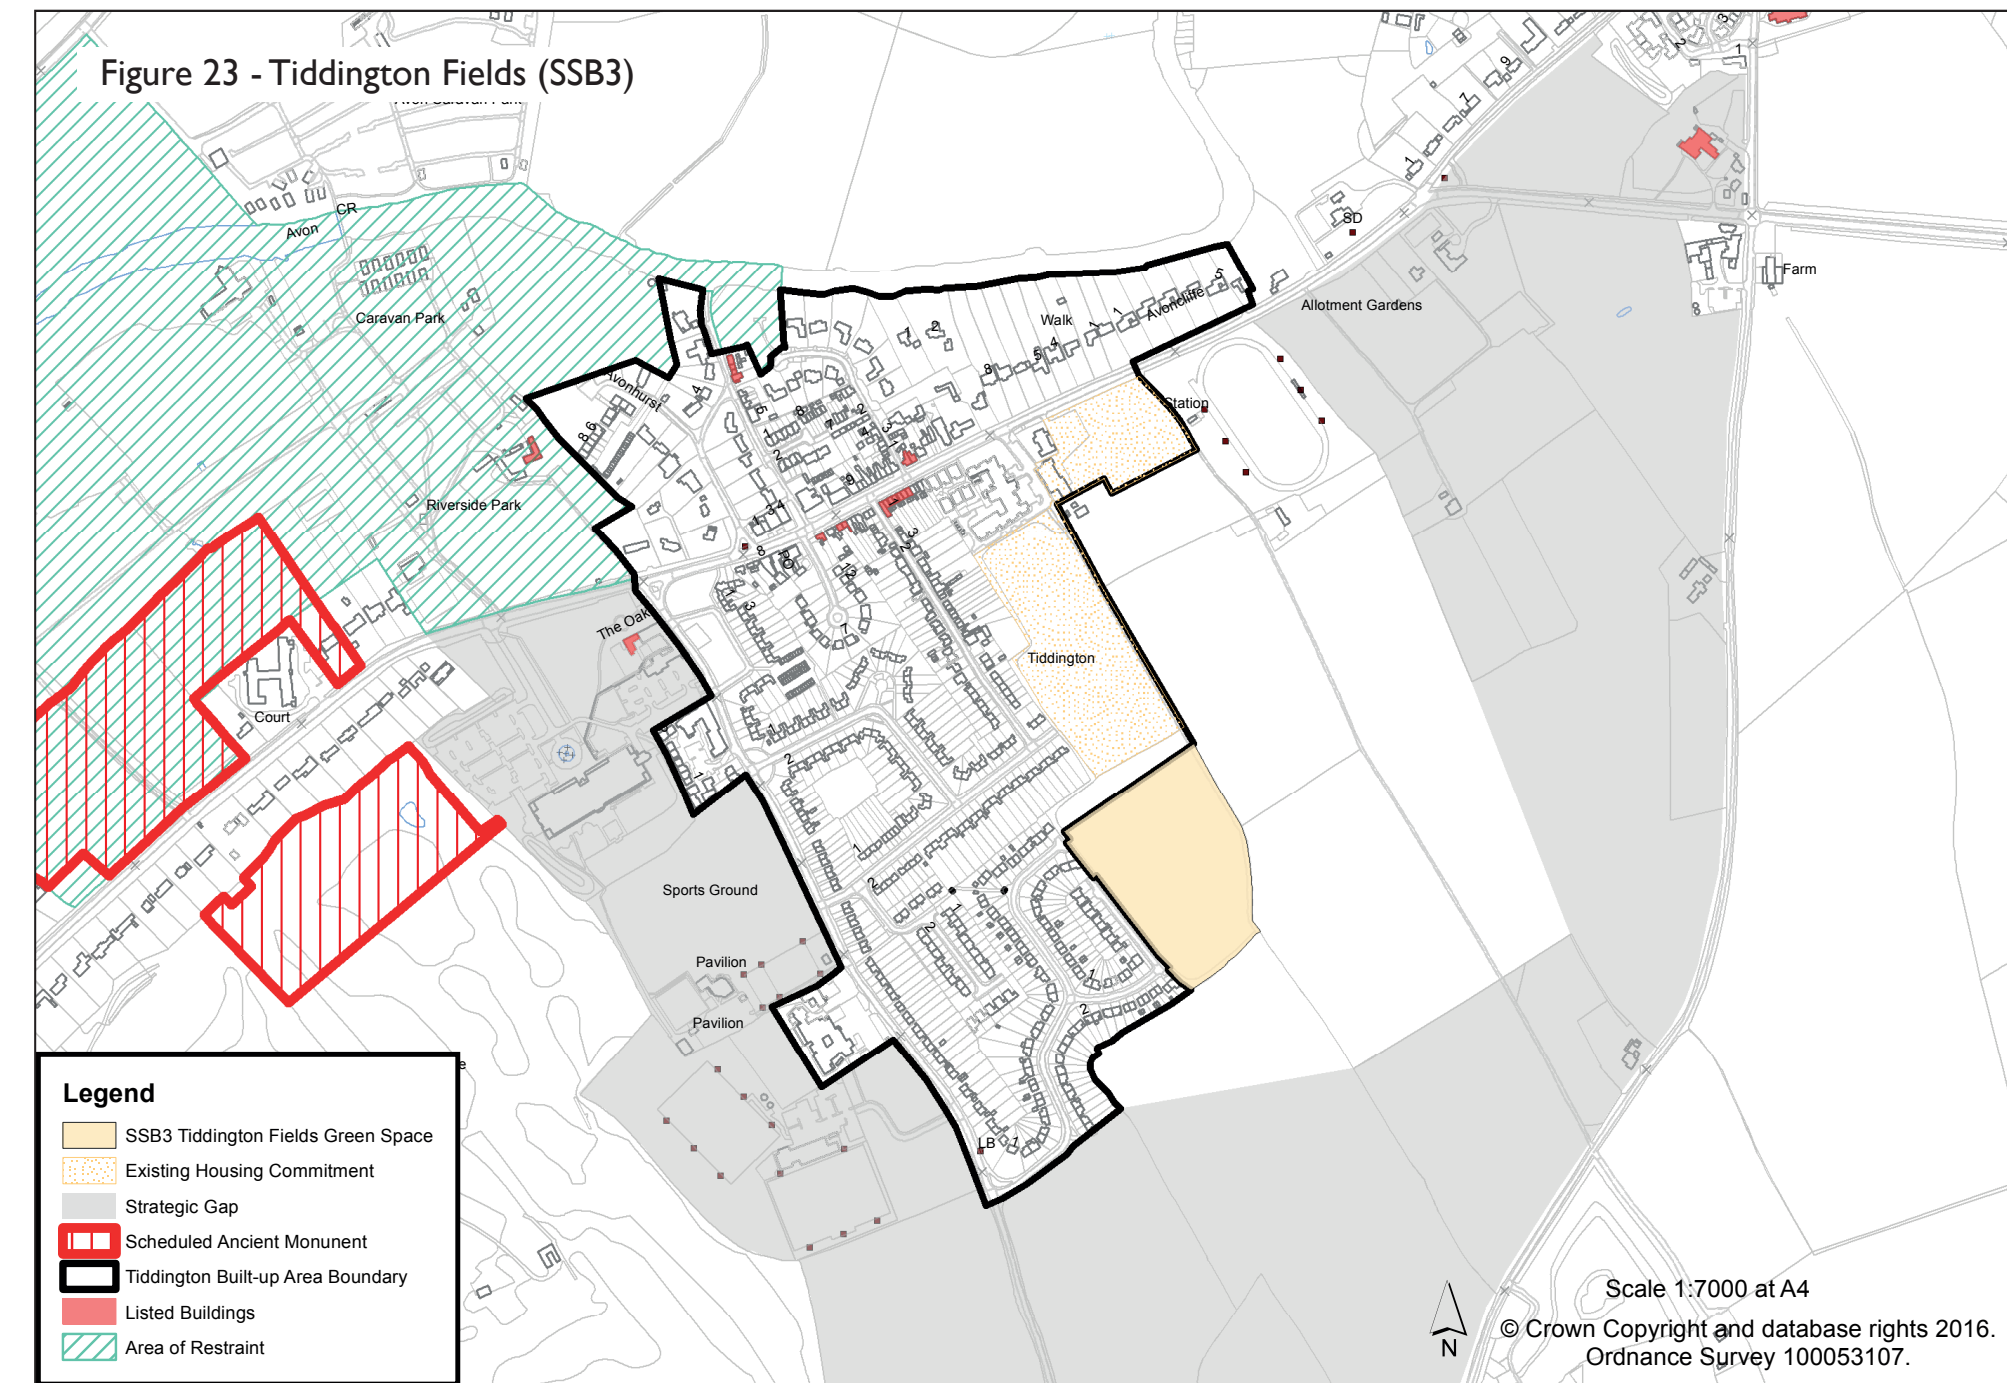 Figure 23 - Tiddington Fields (SSB3)
CR
Avon
Caravan Park
Riverside Park
Court
The Oak
Avonhurst
Walk
Avoncliffe
SD
Allotment Gardens
Farm
Station
PO
Tiddington
Sports Ground
Pavilion
Pavilion
LB
Legend
SSB3 Tiddington Fields Green Space
Existing Housing Commitment
Strategic Gap
Scheduled Ancient Monunent
Tiddington Built-up Area Boundary
Listed Buildings
Area of Restraint
N
Scale 1:7000 at A4
© Crown Copyright and database rights 2016.
Ordnance Survey 100053107.